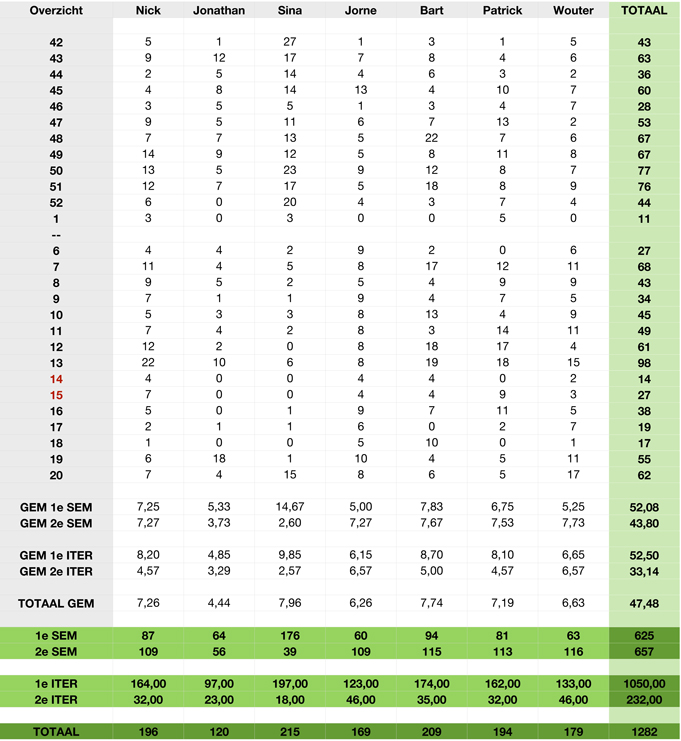 Overzicht Nick Jonathan Sina Jorne Bart Patrick Wouter TOTAAL
42 5 1 27 1 3 1 5 43
43 9 12 17 7 8 4 6 63
44 2 5 14 4 6 3 2 36
45 4 8 14 13 4 10 7 60
46 3 5 5 1 3 4 7 28
47 9 5 11 6 7 13 2 53
48 7 7 13 5 22 7 6 67
49 14 9 12 5 8 11 8 67
50 13 5 23 9 12 8 7 77
51 12 7 17 5 18 8 9 76
52 6 0 20 4 3 7 4 44
1 3 0 3 0 0 5 0 11
--
6 4 4 2 9 2 0 6 27
7 11 4 5 8 17 12 11 68
8 9 5 2 5 4 9 9 43
9 7 1 1 9 4 7 5 34
10 5 3 3 8 13 4 9 45
11 7 4 2 8 3 14 11 49
12 12 2 0 8 18 17 4 61
13 22 10 6 8 19 18 15 98
14 4 0 0 4 4 0 2 14
15 7 0 0 4 4 9 3 27
16 5 0 1 9 7 11 5 38
17 2 1 1 6 0 2 7 19
18 1 0 0 5 10 0 1 17
19 6 18 1 10 4 5 11 55
20 7 4 15 8 6 5 17 62
GEM 1e SEM 7,25 5,33 14,67 5,00 7,83 6,75 5,25 52,08
GEM 2e SEM 7,27 3,73 2,60 7,27 7,67 7,53 7,73 43,80
GEM 1e ITER 8,20 4,85 9,85 6,15 8,70 8,10 6,65 52,50
GEM 2e ITER 4,57 3,29 2,57 6,57 5,00 4,57 6,57 33,14
TOTAAL GEM 7,26 4,44 7,96 6,26 7,74 7,19 6,63 47,48
1e SEM 87 64 176 60 94 81 63 625
2e SEM 109 56 39 109 115 113 116 657
1e ITER 164,00 97,00 197,00 123,00 174,00 162,00 133,00 1050,00
2e ITER 32,00 23,00 18,00 46,00 35,00 32,00 46,00 232,00
TOTAAL 196 120 215 169 209 194 179 1282